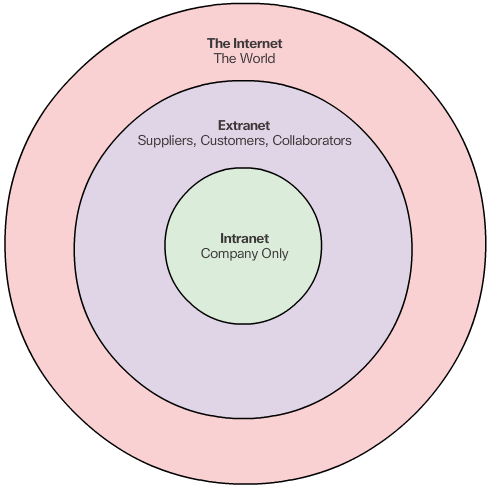 The Internet
The World
Extranet
Suppliers, Customers, Collaborators
Intranet
Company Only